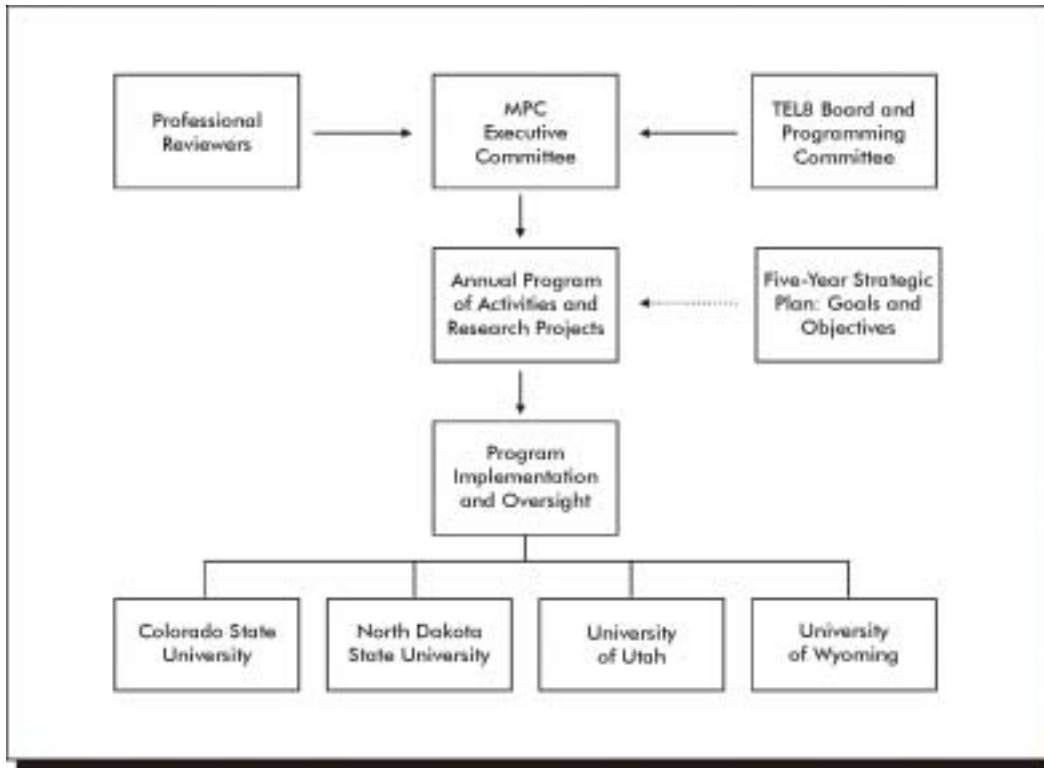 Professional
Reviewers
MPC
Executive
Committee
TEL8 Board and
Programming
Committee
Annual Program
of Activities and
Research Projects
Five-Year Strategic
Plan: Goals and
Objectives
Program
Implementation
and Oversight
Colorado State
University
North Dakota
State University
University
of Utah
University
of Wyoming